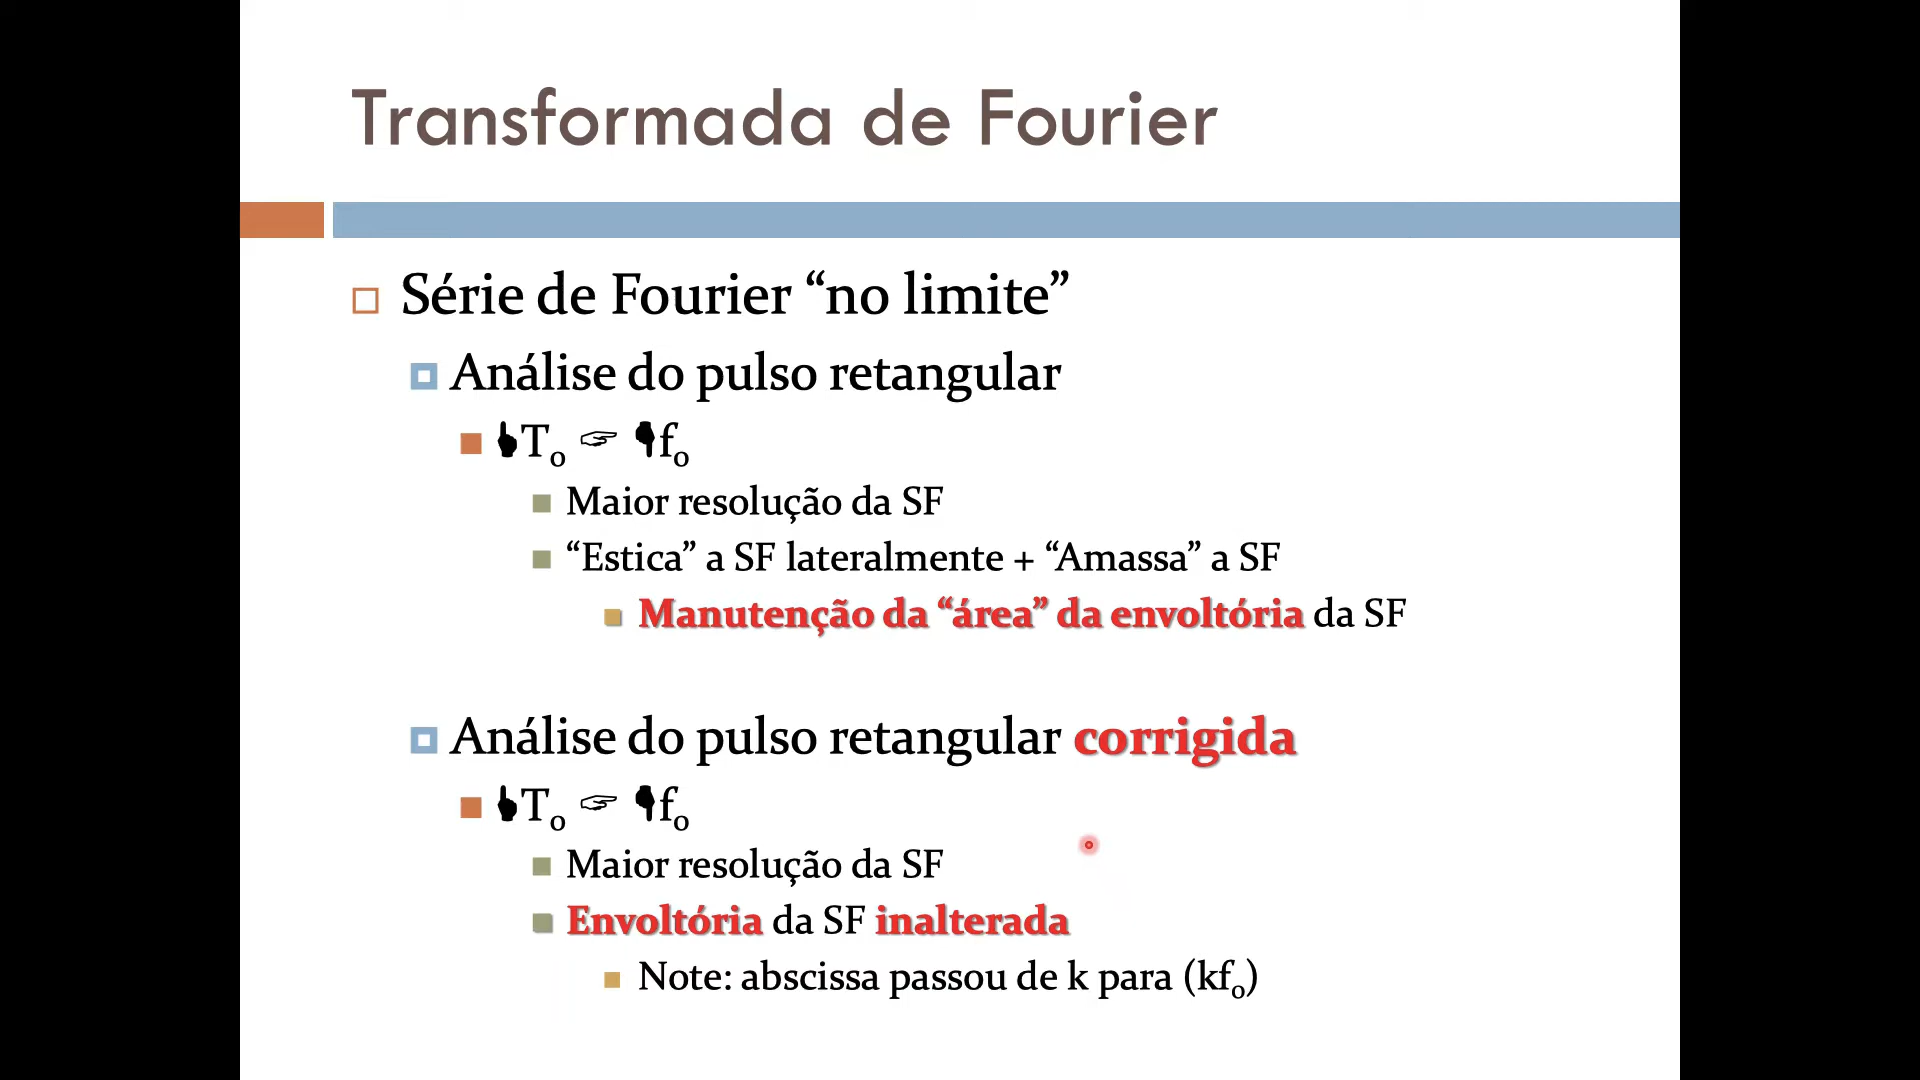 Transformada de Fourier
Série de Fourier “no limite”
Análise do pulso retangular
👆T₀ ☞ 👇f₀
Maior resolução da SF
“Estica” a SF lateralmente + “Amassa” a SF
Manutenção da “área” da envoltória da SF
Análise do pulso retangular corrigida
👆T₀ ☞ 👇f₀
Maior resolução da SF
Envoltória da SF inalterada
Note: abscissa passou de k para (kf₀)